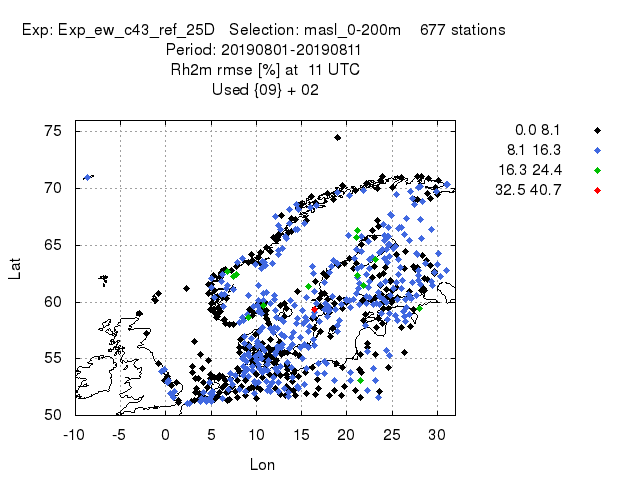 Exp: Exp_ew_c43_ref_25D Selection: masl_0-200m 677 stations
Period: 20190801-20190811
Rh2m rmse [%] at 11 UTC
Used {09} + 02
0.0 8.1
8.1 16.3
16.3 24.4
32.5 40.7
75
70
65
60
55
50
Lat
-10 -5 0 5 10 15 20 25 30
Lon